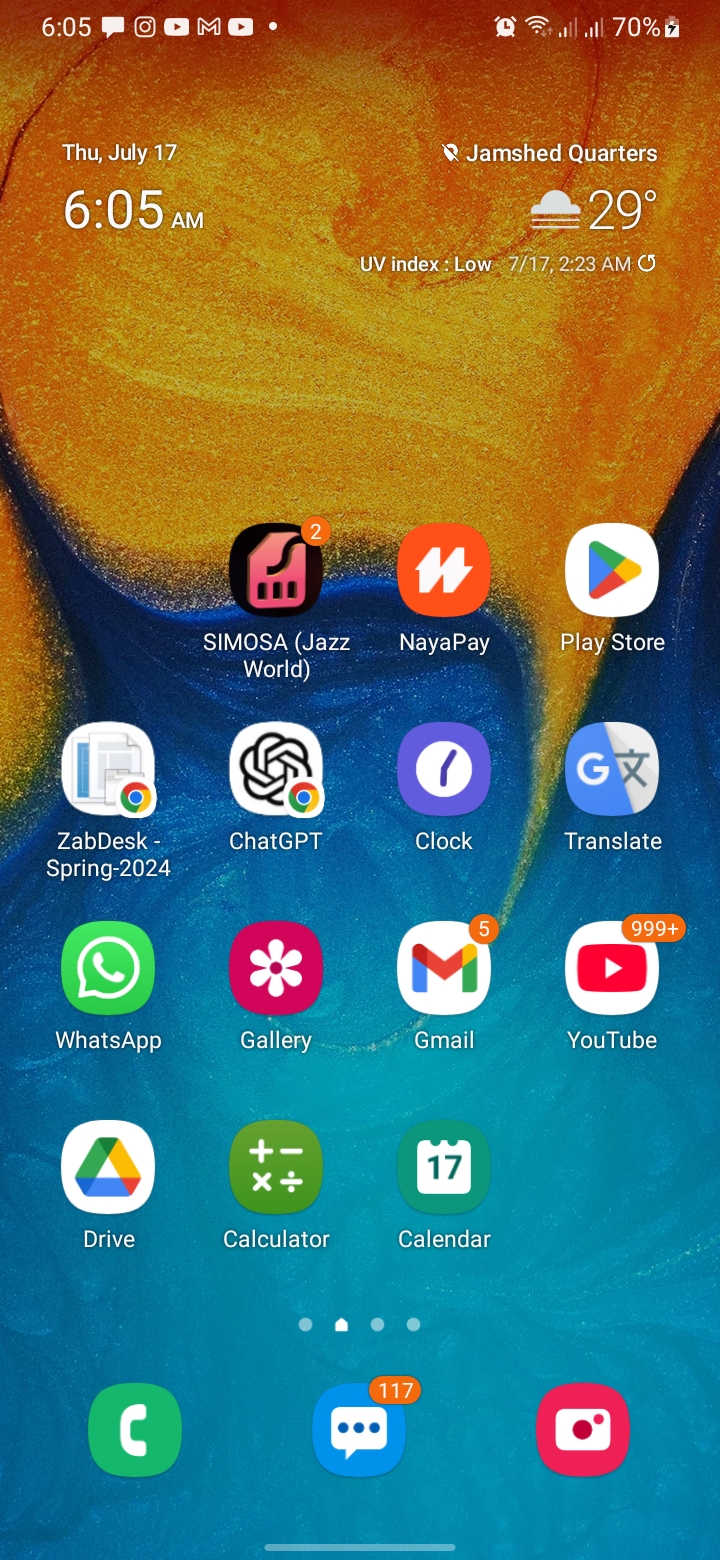 6:05
70%
Thu, July 17
Jamshed Quarters
6:05 AM
29°
UV index : Low 7/17, 2:23 AM
2
SIMOSA (Jazz
World)
NayaPay
Play Store
ZabDesk -
Spring-2024
ChatGPT
Clock
G文
Translate
WhatsApp
Gallery
5
Gmail
999+
YouTube
Drive
Calculator
17
Calendar
117